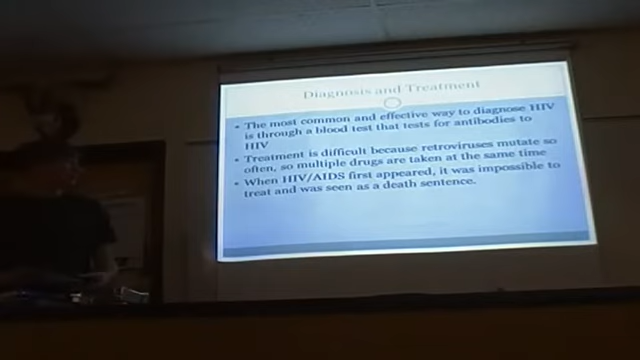 Diagnosis and Treatment
• The most common and effective way to diagnose HIV
is through a blood test that tests for antibodies to
HIV
• Treatment is difficult because retroviruses mutate so
often, so multiple drugs are taken at the same time
• When HIV/AIDS first appeared, it was impossible to
treat and was seen as a death sentence.